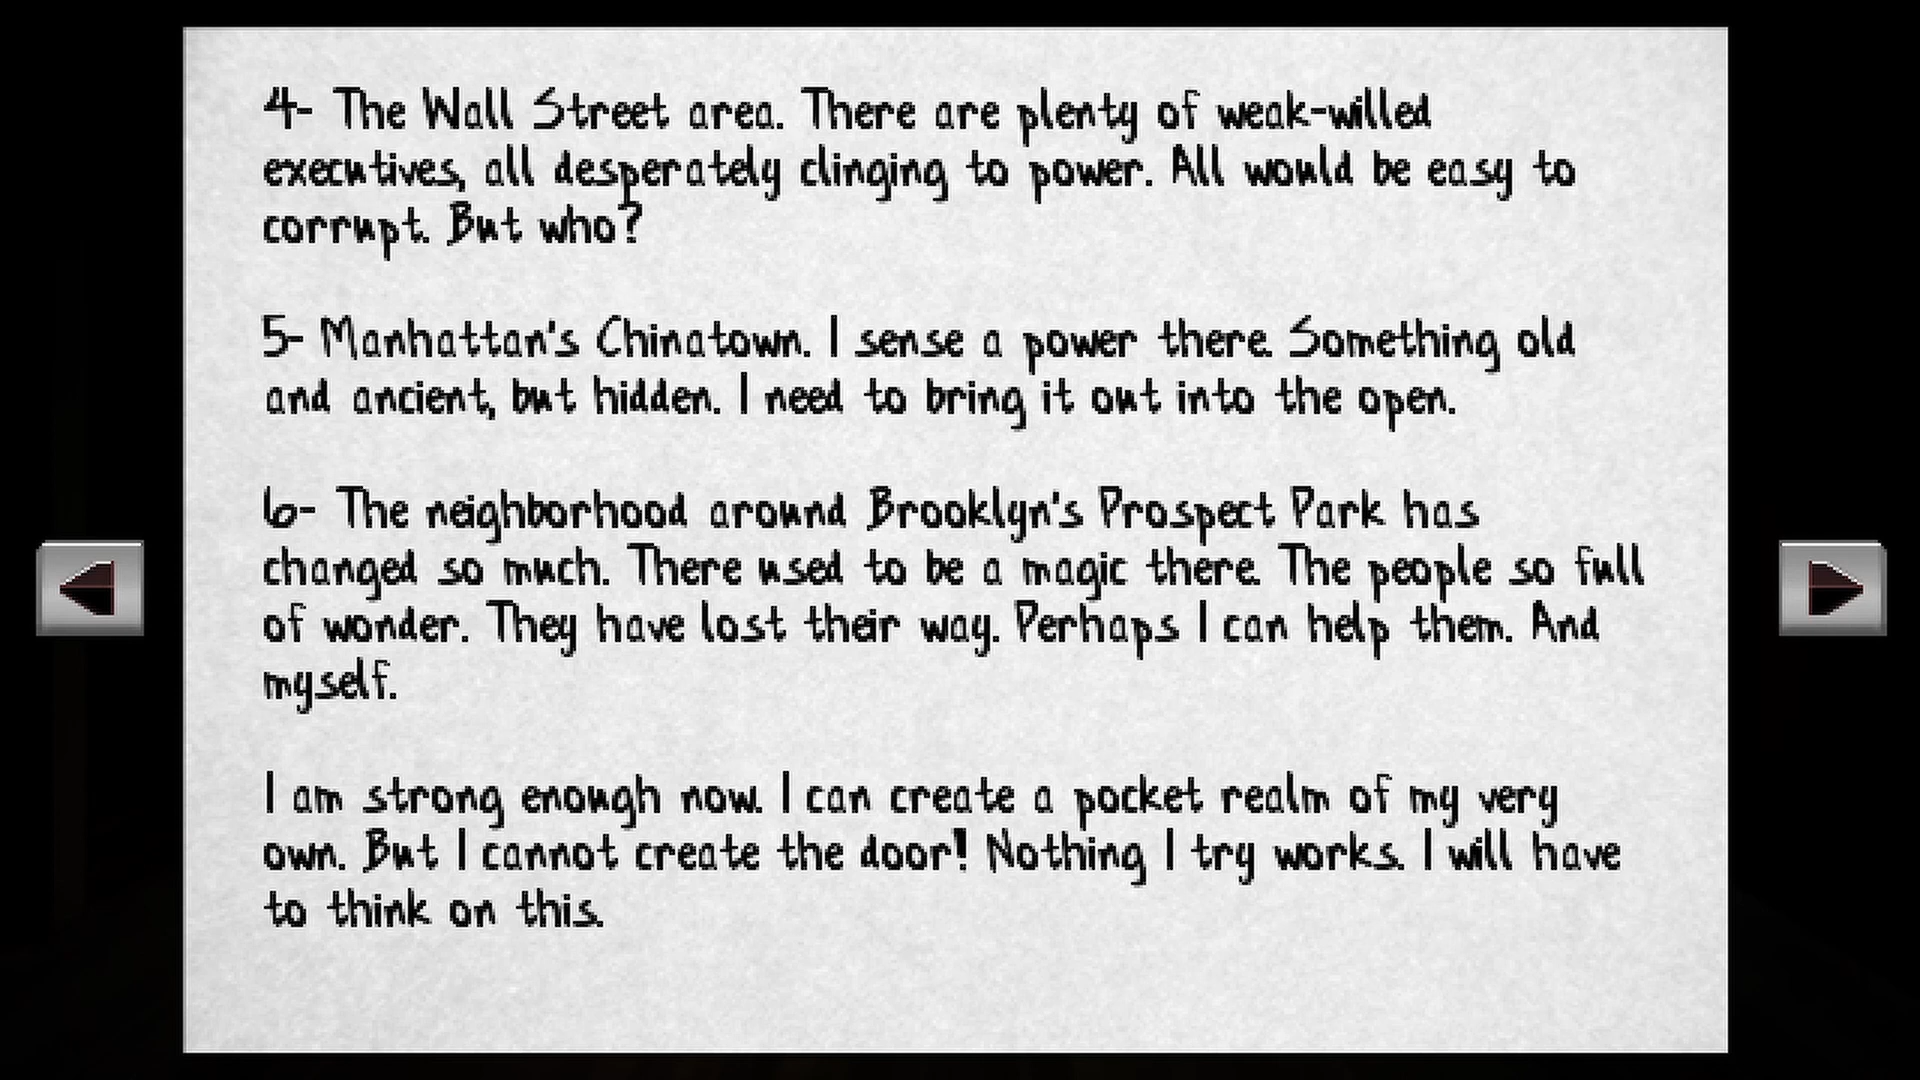 4- The Wall Street area. There are plenty of weak-willed
executives, all desperately clinging to power. All would be easy to
corrupt. But who?
5- Manhattan's Chinatown. I sense a power there. Something old
and ancient, but hidden. I need to bring it out into the open.
6- The neighborhood around Brooklyn's Prospect Park has
changed so much. There used to be a magic there. The people so full
of wonder. They have lost their way. Perhaps I can help them. And
myself.
I am strong enough now. I can create a pocket realm of my very
own. But I cannot create the door! Nothing I try works. I will have
to think on this.